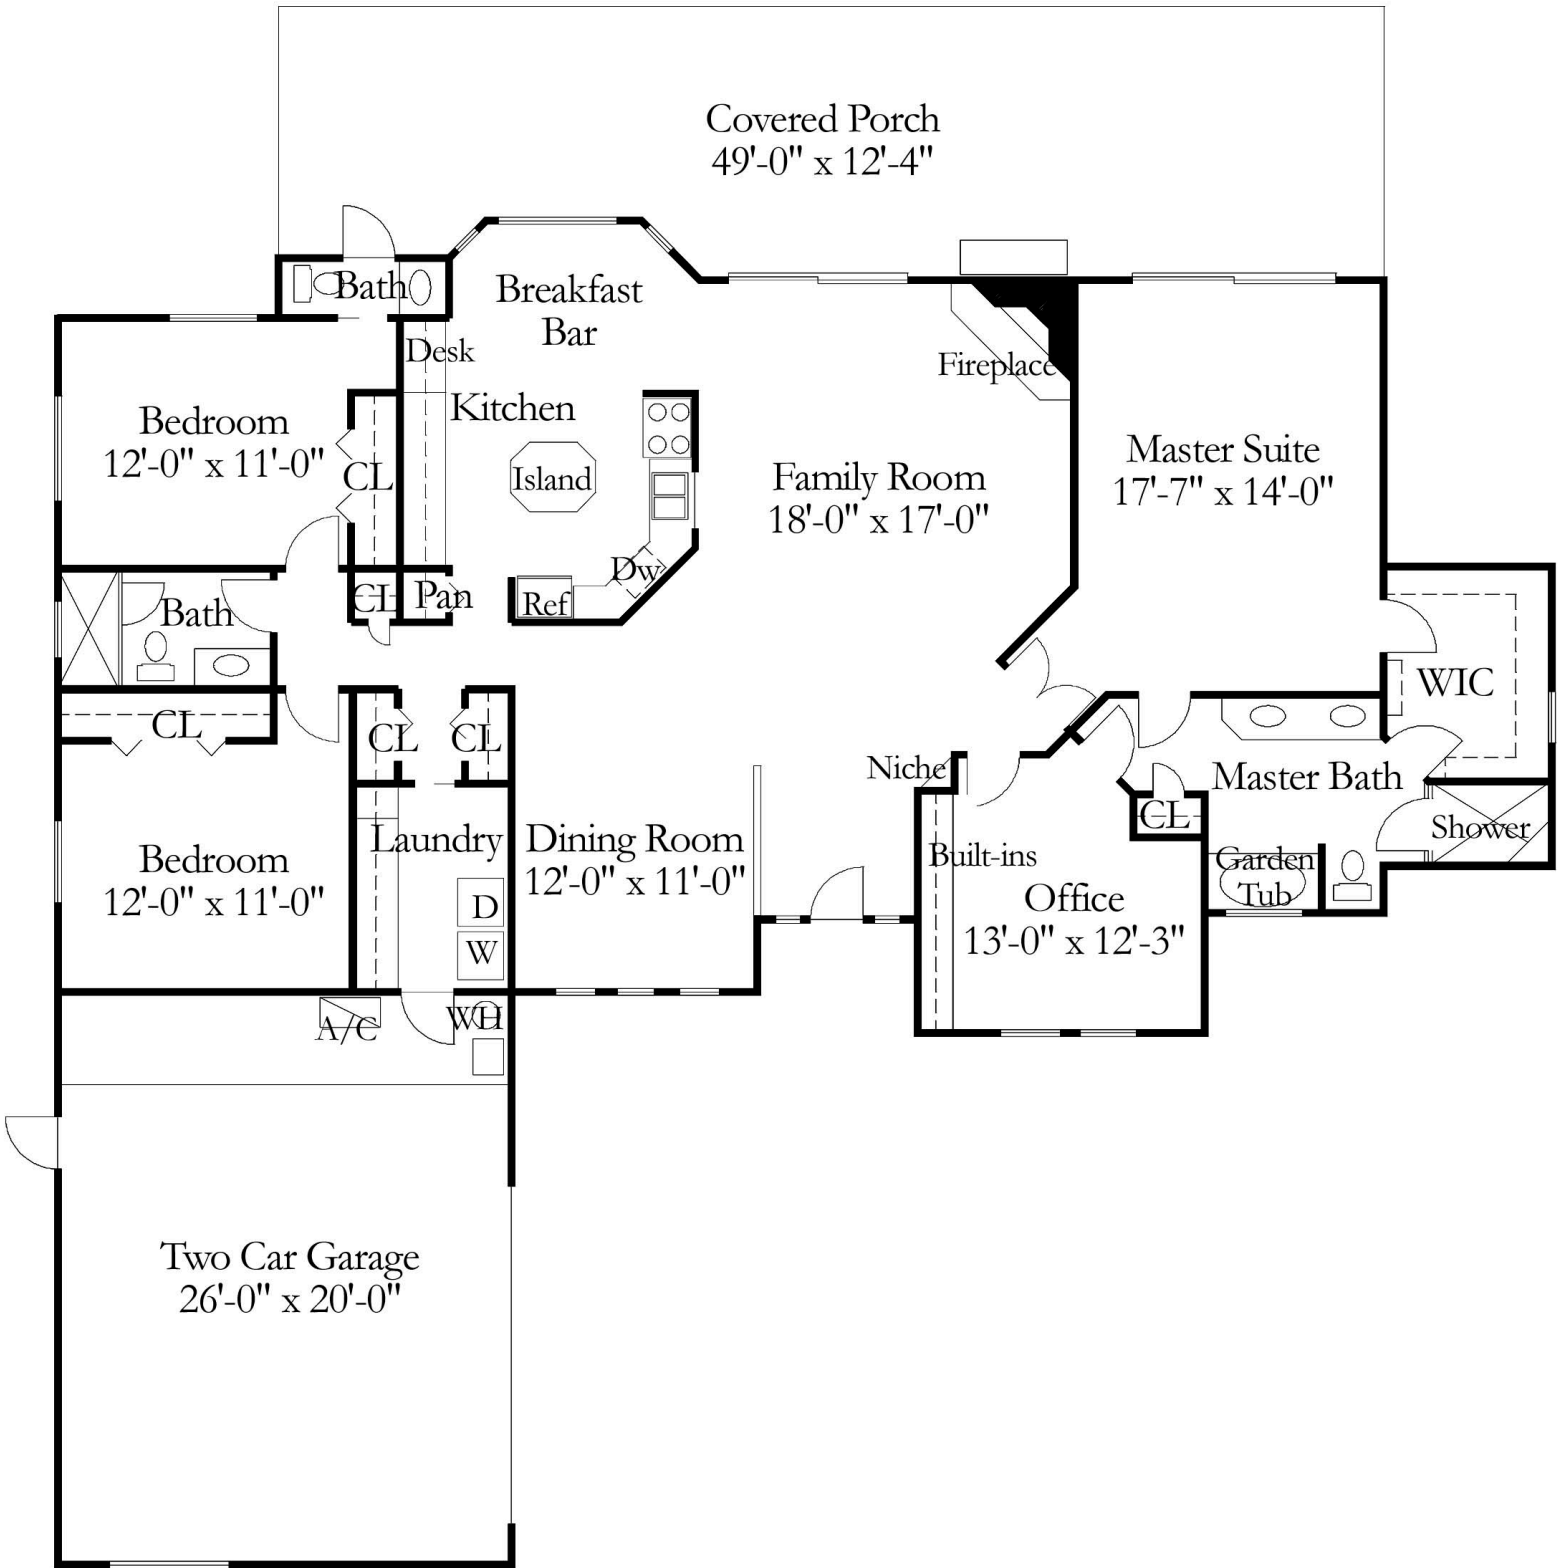 Covered Porch
49'-0" x 12'-4"
Bath
Breakfast
Bar
Desk
Fireplace
Kitchen
Bedroom
12'-0" x 11'-0"
CL
Island
Family Room
18'-0" x 17'-0"
Master Suite
17'-7" x 14'-0"
Dw
CL
Pan
Ref
Bath
WIC
CL
CL
CL
Niche
Master Bath
CL
Shower
Laundry
Dining Room
12'-0" x 11'-0"
Built-ins
Garden
Tub
Bedroom
12'-0" x 11'-0"
D
W
Office
13'-0" x 12'-3"
A/C
WH
Two Car Garage
26'-0" x 20'-0"